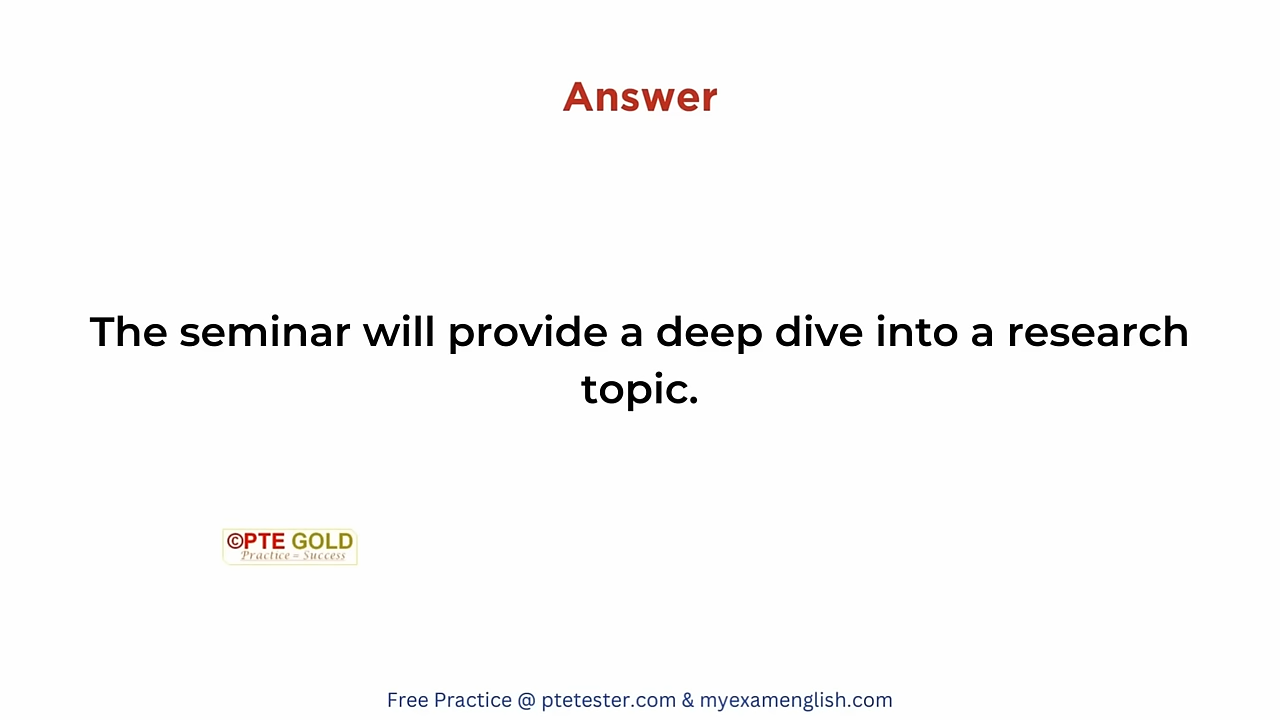 Answer
The seminar will provide a deep dive into a research
topic.
©PTE GOLD
Practice = Success
Free Practice @ ptetester.com & myexamenglish.com